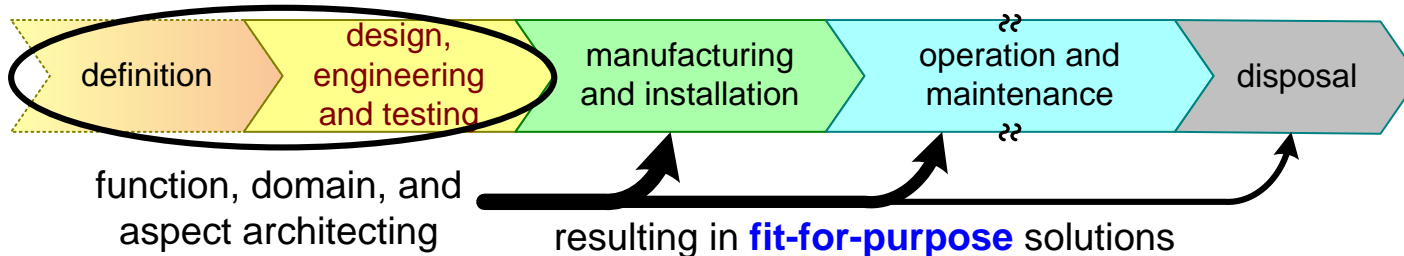 definition
design,
engineering
and testing
manufacturing
and installation
operation and
maintenance
disposal
function, domain, and
aspect architecting
resulting in fit-for-purpose solutions